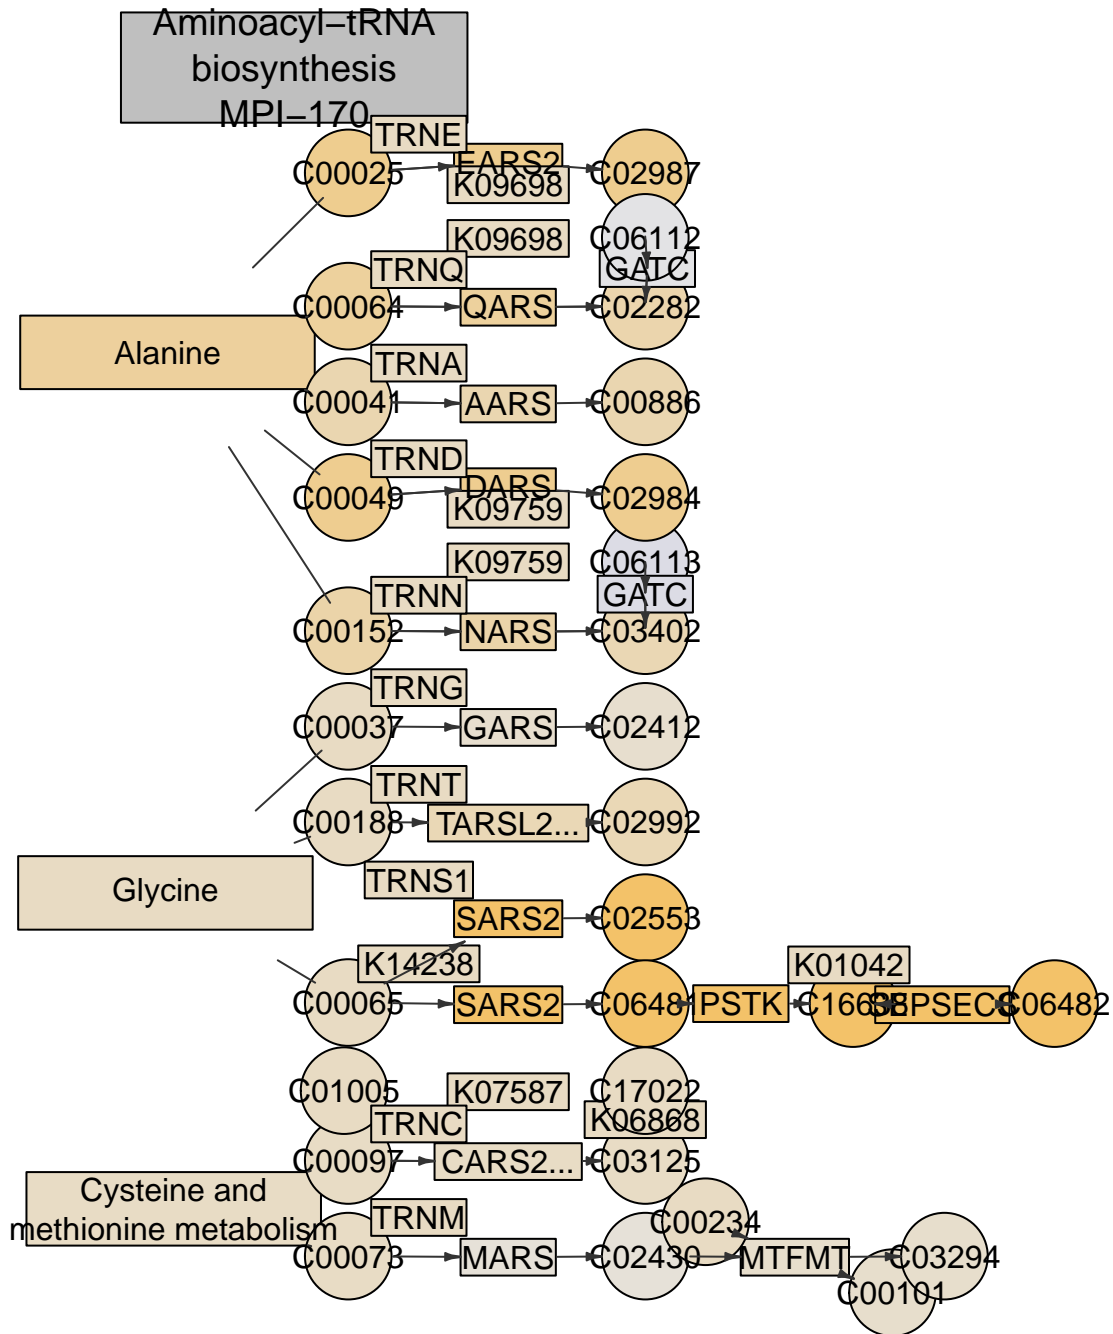 Aminoacyl−tRNA
biosynthesis
MPI−170
TRNE
C00025
EARS2
C02987
K09698
K09698
C06112
TRNQ
GATC
C00064
QARS
C02282
Alanine
TRNA
C00041
AARS
C00886
TRND
C00049
DARS
C02984
K09759
K09759
C06113
TRNN
GATC
C00152
NARS
C03402
TRNG
C00037
GARS
C02412
TRNT
C00188
TARSL2...
C02992
Glycine
TRNS1
SARS2
C02553
K14238
K01042
C00065
SARS2
C06481
PSTK
C16638
SEPSECS
C06482
C01005
K07587
C17022
TRNC
K06868
C00097
CARS2...
C03125
Cysteine and
methionine metabolism
TRNM
C00234
C00073
MARS
C02430
MTFMT
C03294
C00101